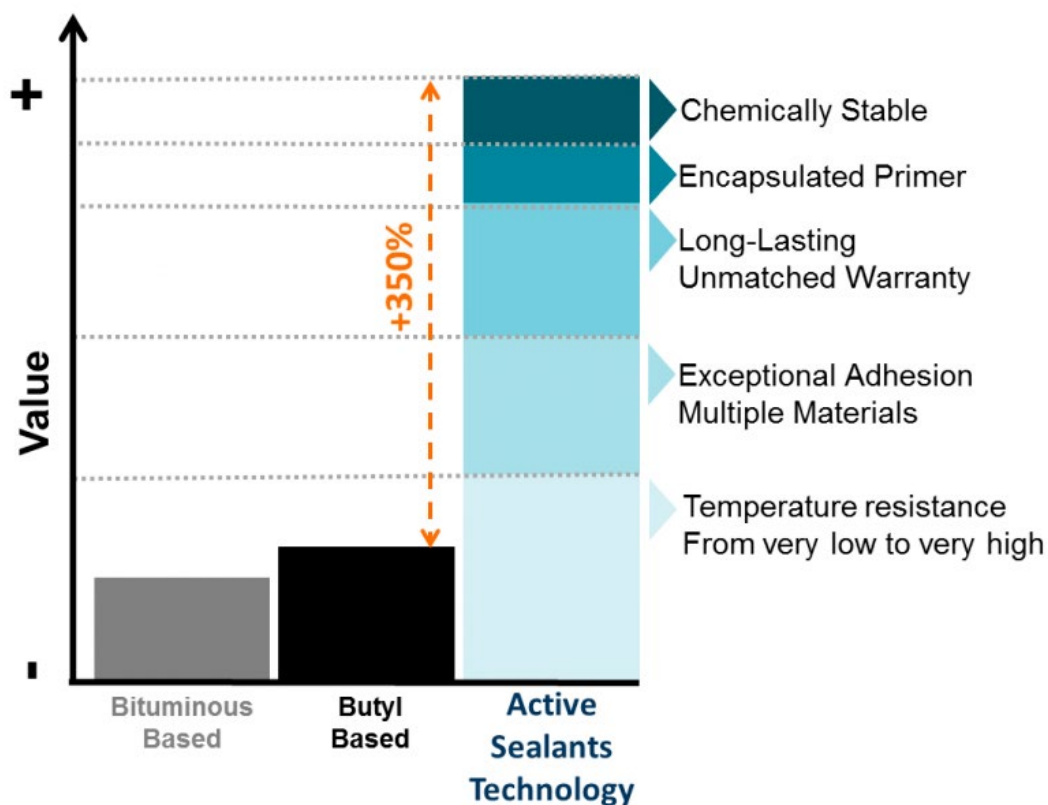 +
Value
-
+350%
Chemically Stable
Encapsulated Primer
Long-Lasting
Unmatched Warranty
Exceptional Adhesion
Multiple Materials
Temperature resistance
From very low to very high
Bituminous
Based
Butyl
Based
Active
Sealants
Technology